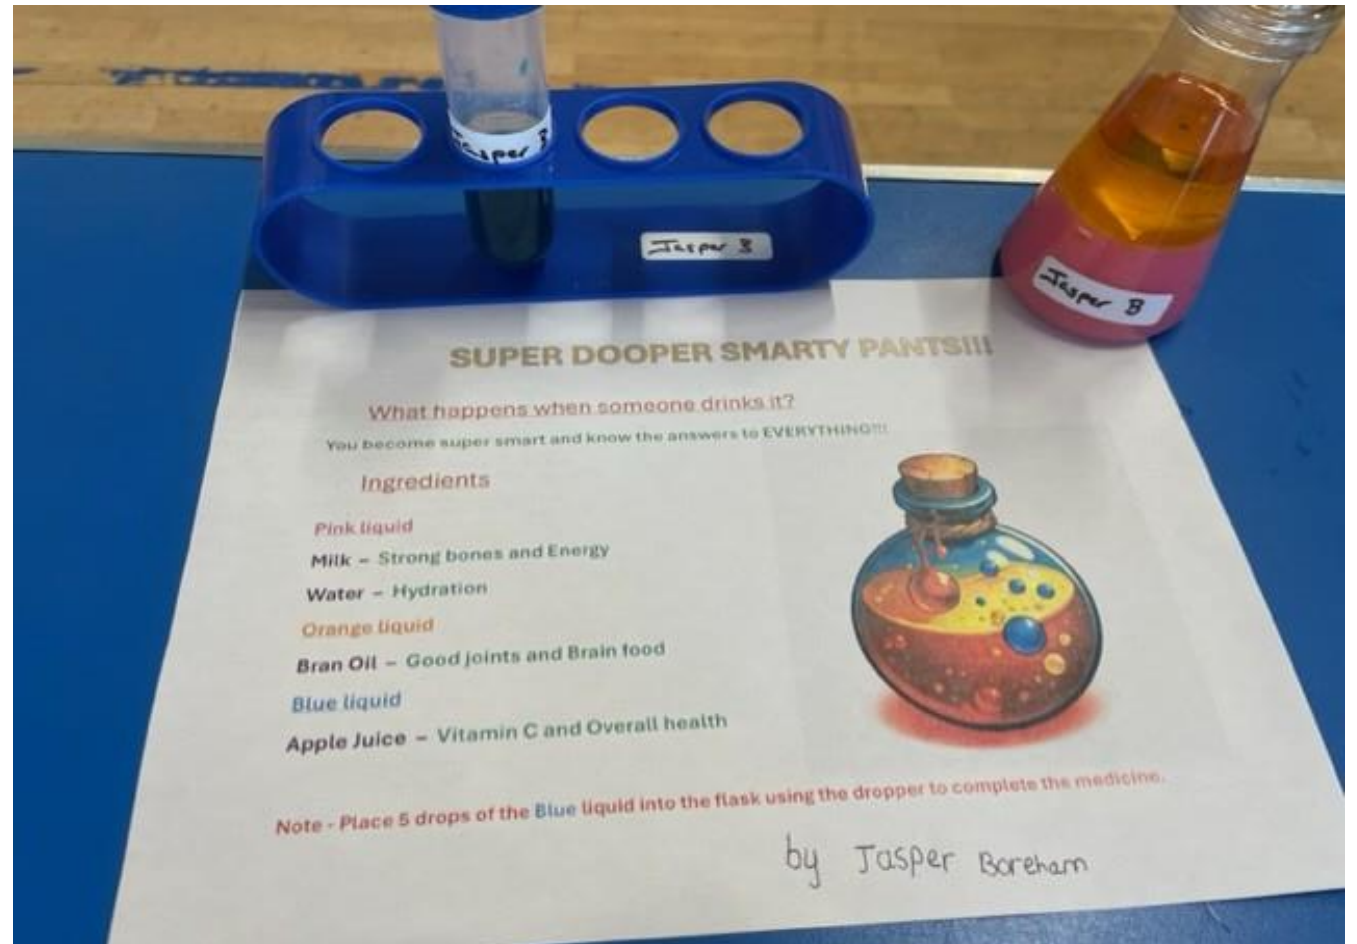 Jasper B
Jasper B
Jasper B
SUPER DOOPER SMARTY PANTS!!!
What happens when someone drinks it?
You become super smart and know the answers to EVERYTHING!!!
Ingredients
Pink liquid
Milk – Strong bones and Energy
Water – Hydration
Orange liquid
Bran Oil – Good joints and Brain food
Blue liquid
Apple Juice – Vitamin C and Overall health
Note - Place 5 drops of the Blue liquid into the flask using the dropper to complete the medicine.
by Jasper Boreham